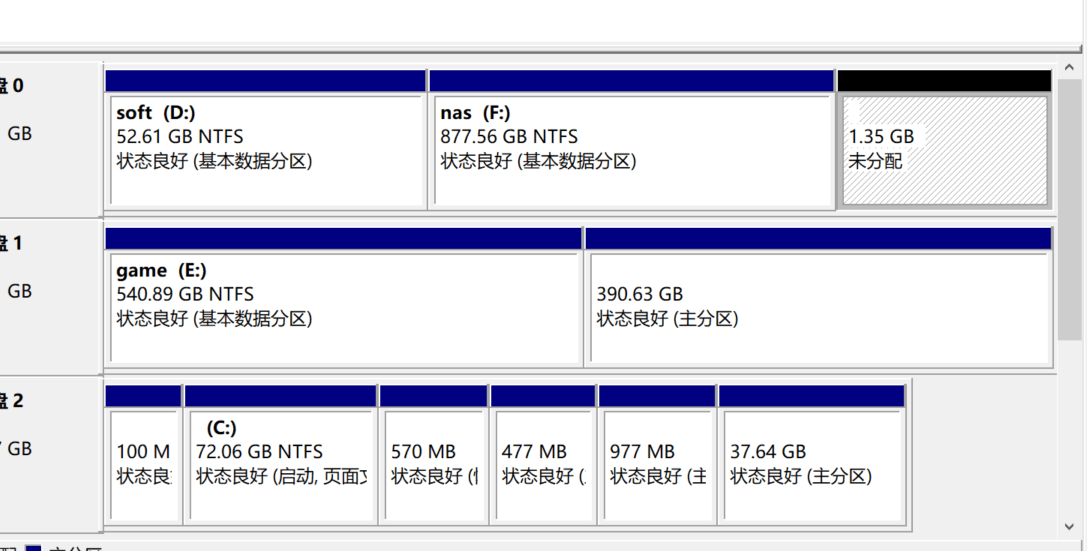 盘 0
GB
soft (D:)
52.61 GB NTFS
状态良好 (基本数据分区)
nas (F:)
877.56 GB NTFS
状态良好 (基本数据分区)
1.35 GB
未分配
盘 1
GB
game (E:)
540.89 GB NTFS
状态良好 (基本数据分区)
390.63 GB
状态良好 (主分区)
盘 2
GB
100 M
状态良
(C:)
72.06 GB NTFS
状态良好 (启动, 页面文
570 MB
状态良好 (
477 MB
状态良好 (
977 MB
状态良好 (主
37.64 GB
状态良好 (主分区)
配 主分区